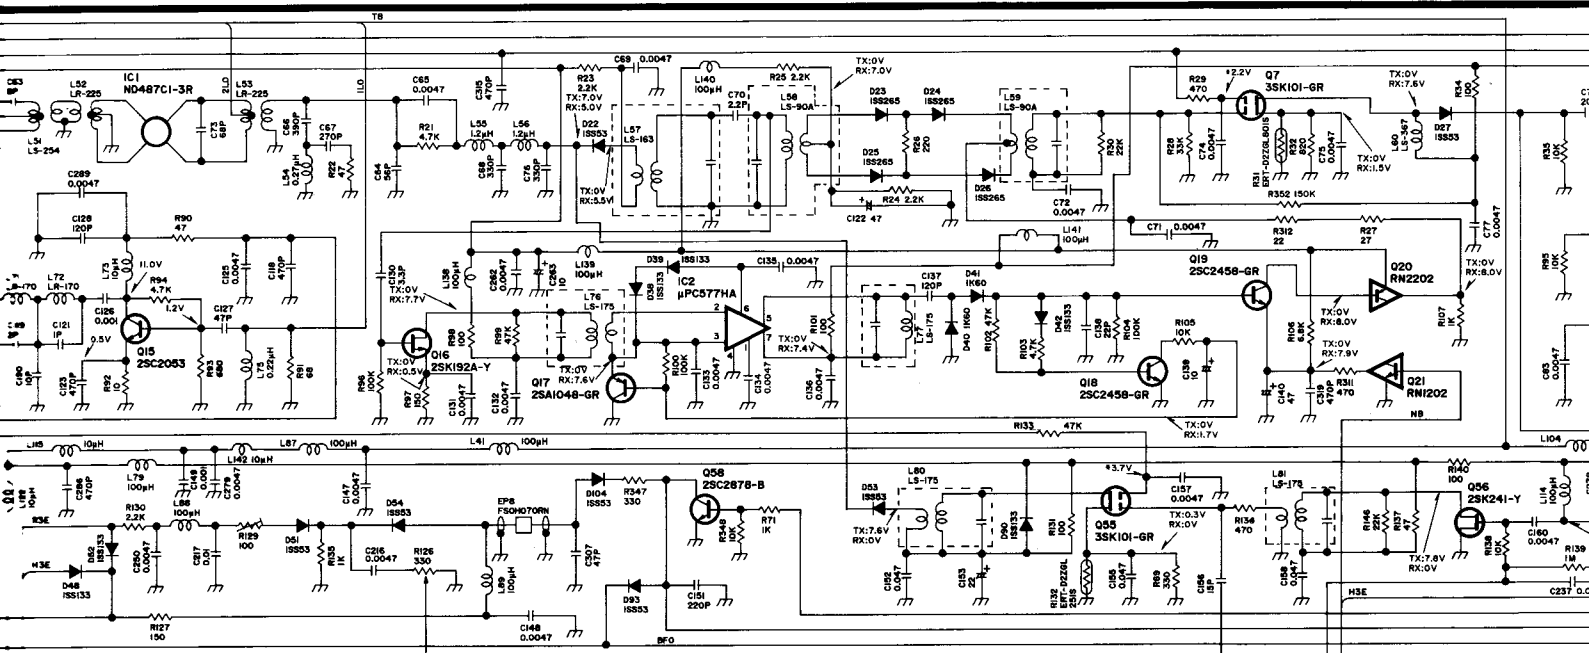 T8
IC1
ND487C1-3R
L52
LR-225
L51
LS-254
L53
LR-225
2LO
1LO
C73
68P
C66
390P
C67
270P
L54
0.27µH
R22
47
C64
56P
C65
0.0047
R21
4.7K
L55
1.2µH
L56
1.2µH
C68
330P
C76
330P
C315
470P
R23
2.2K
TX:7.0V
RX:5.0V
D22
1SS53
TX:0V
RX:5.5V
C69
0.0047
L57
LS-163
L140
100µH
C70
2.2P
R25 2.2K
L58
LS-90A
TX:0V
RX:7.0V
D23
1SS265
D24
1SS265
R26
220
D25
1SS265
D26
1SS265
R24 2.2K
C122 47
L59
LS-90A
C72
0.0047
R30
22K
R28
33K
C74
0.0047
R29
470
*2.2V
Q7
3SK101-GR
R31
ERT-D2ZGL801S
R32
820
C75
0.0047
TX:0V
RX:1.5V
R352 150K
TX:0V
RX:7.6V
L60
LS-367
D27
1SS53
R34
100
R35
10K
C77
0.0047
C71
0.0047
R312
22
R27
27
L141
100µH
C289
0.0047
C128
120P
R90
47
L73
10µH
11.0V
R94
4.7K
1.2V
C125
0.0047
C118
470P
L72
LR-170
C126
0.001
C121
1P
0.5V
Q15
2SC2053
C123
470P
R92
10
R93
680
C127
47P
L75
0.22µH
R91
68
C130
3.3P
TX:0V
RX:7.7V
L138
100µH
C262
0.0047
C263
10
L139
100µH
R98
100
R99
47K
Q16
2SK192A-Y
TX:0V
RX:0.5V
R96
100K
R97
150
C131
0.0047
C132
0.0047
L76
LS-175
TX:0V
RX:7.6V
Q17
2SA1048-GR
D39
1SS133
D38
1SS133
IC2
µPC577HA
2
3
4
5
6
7
1
C135
0.0047
R100
100K
C133
0.0047
C134
0.0047
R101
100
TX:0V
RX:7.4V
C136
0.0047
L77
LS-175
C137
120P
D41
1K60
D40 1K60
R102 47K
R103
4.7K
D42
1SS133
C138
22P
R104
100K
R105
10K
Q18
2SC2458-GR
C139
10
TX:0V
RX:1.7V
Q19
2SC2458-GR
Q20
RN2202
TX:0V
RX:8.0V
R106
6.8K
TX:0V
RX:8.0V
R107
1K
TX:0V
RX:7.9V
C140
47
C319
470P
R311
470
Q21
RN1202
NB
R95
10K
C83
0.0047
L115
10µH
C286
470P
L79
100µH
C149
0.001
C279
0.0047
L142 10µH
L87
100µH
C147
0.0047
L41
100µH
R3E
H3E
D52
1SS133
D48
1SS133
R130
2.2K
C250
0.0047
L88
100µH
C217
0.01
R129
100
D51
1SS53
R135
1K
C216
0.0047
D54
1SS53
R126
330
R127
150
EP8
FSOHO70RN
L89
100µH
C148
0.0047
C307
47P
D104
1SS53
R347
330
Q58
2SC2878-B
R348
10K
R71
1K
D93
1SS53
C151
220P
BFO
D53
1SS53
TX:7.6V
RX:0V
L80
LS-175
C152
0.047
C153
22
D90
1SS133
R131
100
R133
47K
*3.7V
C157
0.0047
Q55
3SK101-GR
TX:0.3V
RX:0V
R132
ERT-D2ZGL
251S
C155
0.047
R69
330
C156
15P
R134
470
L81
LS-175
C158
0.047
R146
22K
R137
47
TX:7.8V
RX:0V
R140
100
Q56
2SK241-Y
R138
10K
L114
100µH
C160
0.0047
R139
1M
C237
L104
H3E